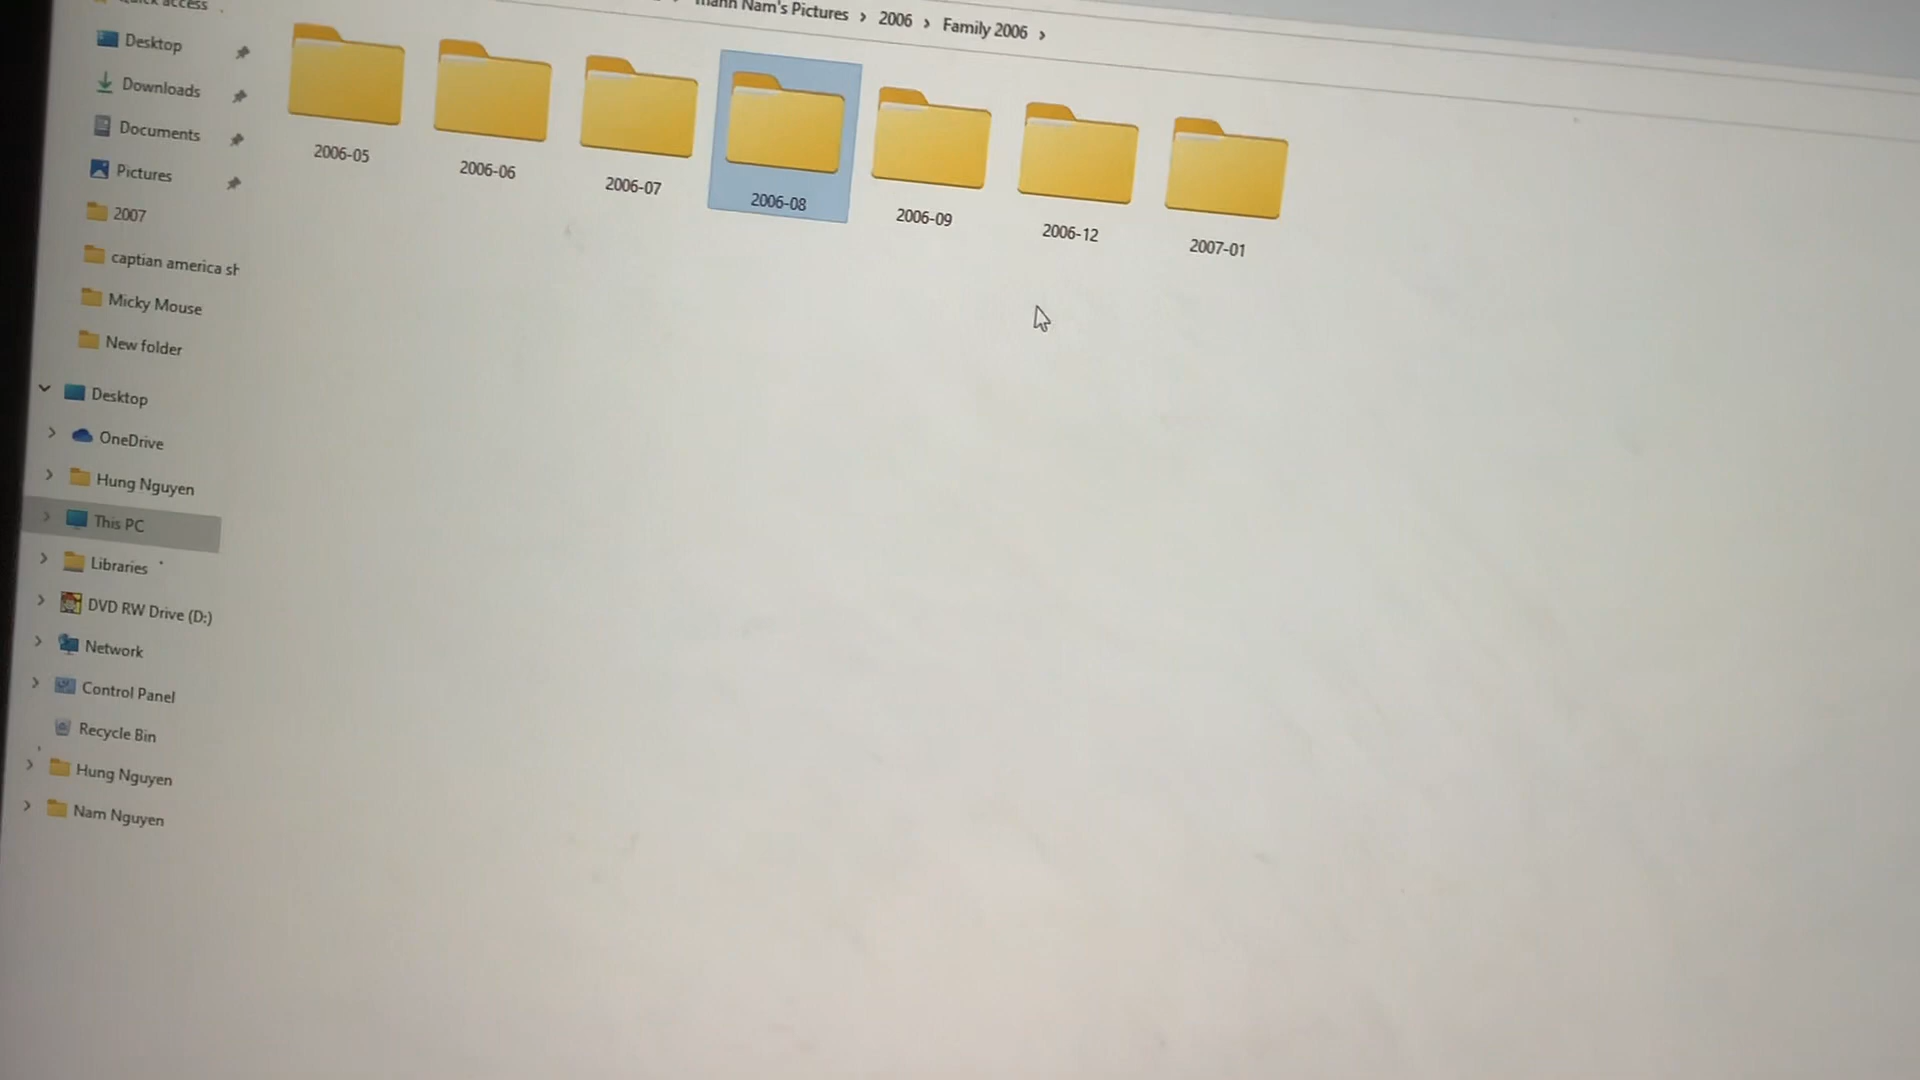 Nam's Pictures > 2006 > Family 2006 >
Desktop
Downloads
Documents
Pictures
2007
captian america sh
Micky Mouse
New folder
Desktop
OneDrive
Hung Nguyen
This PC
Libraries
DVD RW Drive (D:)
Network
Control Panel
Recycle Bin
Hung Nguyen
Nam Nguyen
2006-05
2006-06
2006-07
2006-08
2006-09
2006-12
2007-01